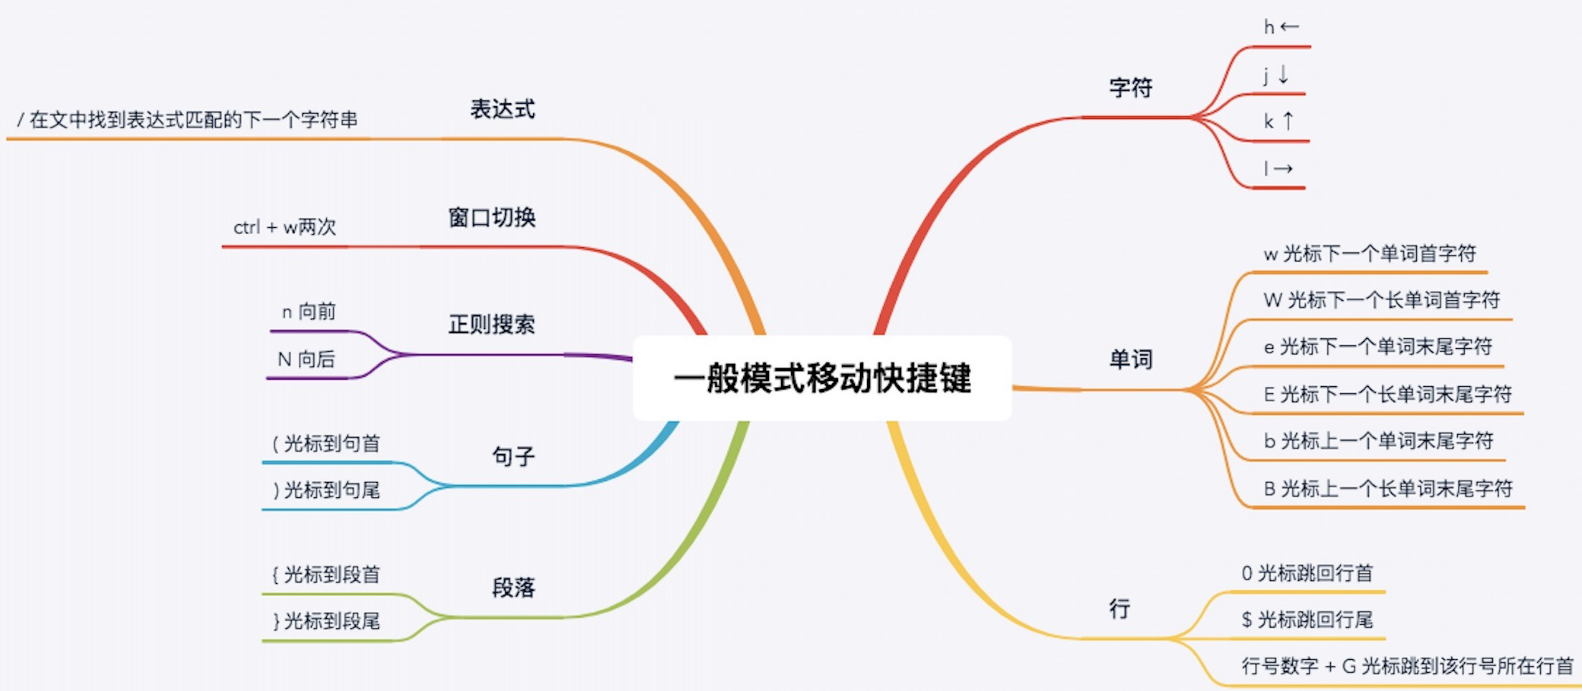 一般模式移动快捷键
字符
h ←
j ↓
k ↑
l →
单词
w 光标下一个单词首字符
W 光标下一个长单词首字符
e 光标下一个单词末尾字符
E 光标下一个长单词末尾字符
b 光标上一个单词末尾字符
B 光标上一个长单词末尾字符
行
0 光标跳回行首
$ 光标跳回行尾
行号数字 + G 光标跳到该行号所在行首
表达式
/ 在文中找到表达式匹配的下一个字符串
窗口切换
ctrl + w两次
正则搜索
n 向前
N 向后
句子
( 光标到句首
) 光标到句尾
段落
{ 光标到段首
} 光标到段尾